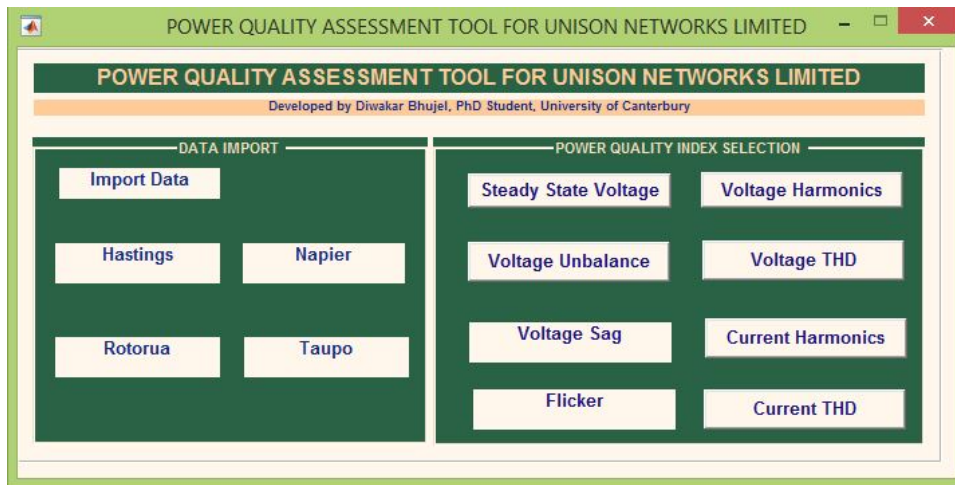 POWER QUALITY ASSESSMENT TOOL FOR UNISON NETWORKS LIMITED
POWER QUALITY ASSESSMENT TOOL FOR UNISON NETWORKS LIMITED
Developed by Diwakar Bhujel, PhD Student, University of Canterbury
DATA IMPORT
Import Data
Hastings
Napier
Rotorua
Taupo
POWER QUALITY INDEX SELECTION
Steady State Voltage
Voltage Harmonics
Voltage Unbalance
Voltage THD
Voltage Sag
Current Harmonics
Flicker
Current THD